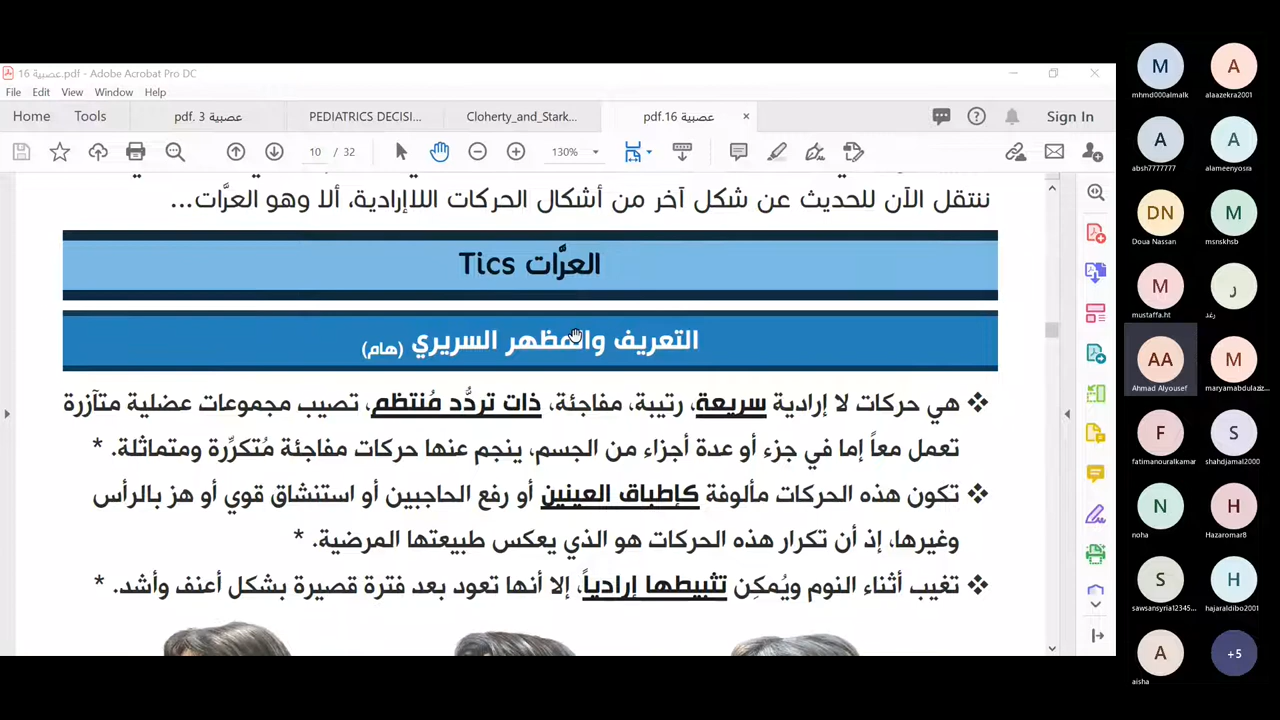 عصبية 16.pdf - Adobe Acrobat Pro DC
File Edit View Window Help
Home Tools عصبية 3 .pdf PEDIATRICS DECISI... Cloherty_and_Stark... عصبية 16.pdf × Sign In
10 / 32 130%
ننتقل الآن للحديث عن شكل آخر من أشكال الحركات اللاإرادية، ألا وهو العرَّات...
العرَّات Tics
التعريف والمظهر السريري (هام)
❖ هي حركات لا إرادية سريعة، رتيبة، مفاجئة، ذات تردُّد مُنتظم، تصيب مجموعات عضلية متآزرة
تعمل معاً إما في جزء أو عدة أجزاء من الجسم، ينجم عنها حركات مفاجئة مُتكرِّرة ومتماثلة. *
❖ تكون هذه الحركات مألوفة كإطباق العينين أو رفع الحاجبين أو استنشاق قوي أو هز بالرأس
وغيرها، إذ أن تكرار هذه الحركات هو الذي يعكس طبيعتها المرضية. *
❖ تغيب أثناء النوم ويُمكِن تثبيطها إرادياً، إلا أنها تعود بعد فترة قصيرة بشكل أعنف وأشد. *
M A
mhmd000almalk alaazekra2001
A A
absh7777777 alameenyosra
DN M
Doua Nassan msnskhsb
M ر
mustaffa.ht رغد
AA M
Ahmad Alyousef maryamabdulaziz...
F S
fatimanouralkamar shahdjamal2000
N H
noha Hazaromar8
S H
sawsansyria12345... hajaraldibo2001
A +5
aisha